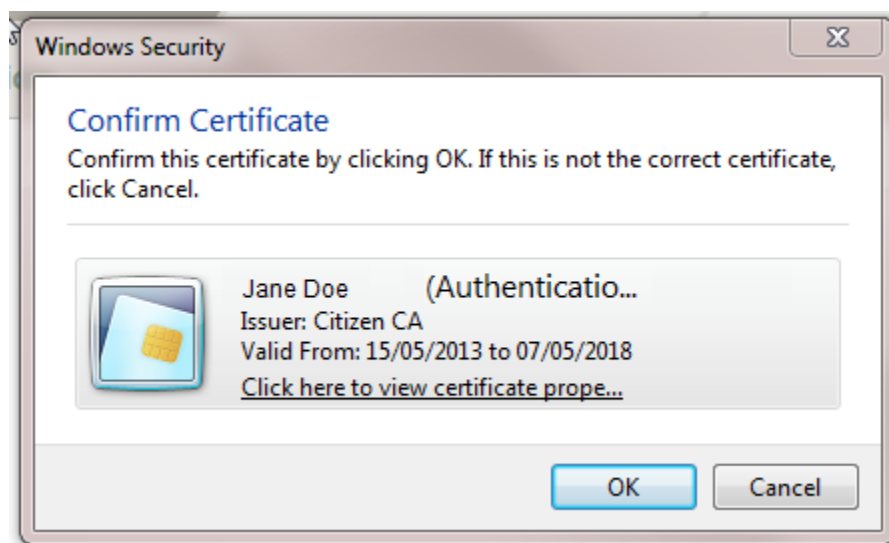 Windows Security
Confirm Certificate
Confirm this certificate by clicking OK. If this is not the correct certificate,
click Cancel.
Jane Doe (Authenticatio...
Issuer: Citizen CA
Valid From: 15/05/2013 to 07/05/2018
Click here to view certificate prope...
OK Cancel